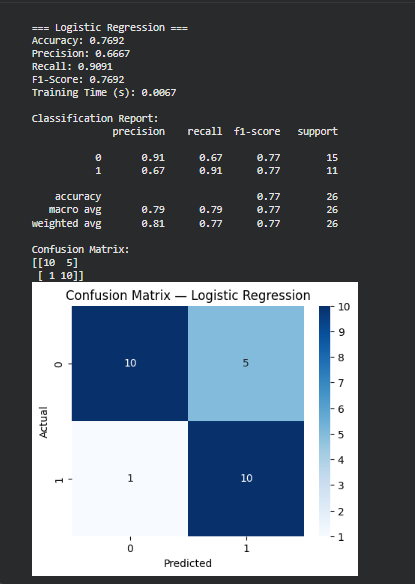 === Logistic Regression ===
Accuracy: 0.7692
Precision: 0.6667
Recall: 0.9091
F1-Score: 0.7692
Training Time (s): 0.0067
Classification Report:
precision recall f1-score support
0 0.91 0.67 0.77 15
1 0.67 0.91 0.77 11
accuracy 0.77 26
macro avg 0.79 0.79 0.77 26
weighted avg 0.81 0.77 0.77 26
Confusion Matrix:
[[10 5]
[ 1 10]]
Confusion Matrix — Logistic Regression
10
9
8
7
6
5
4
3
2
1
Actual
0
10 5
1
1 10
0 1
Predicted